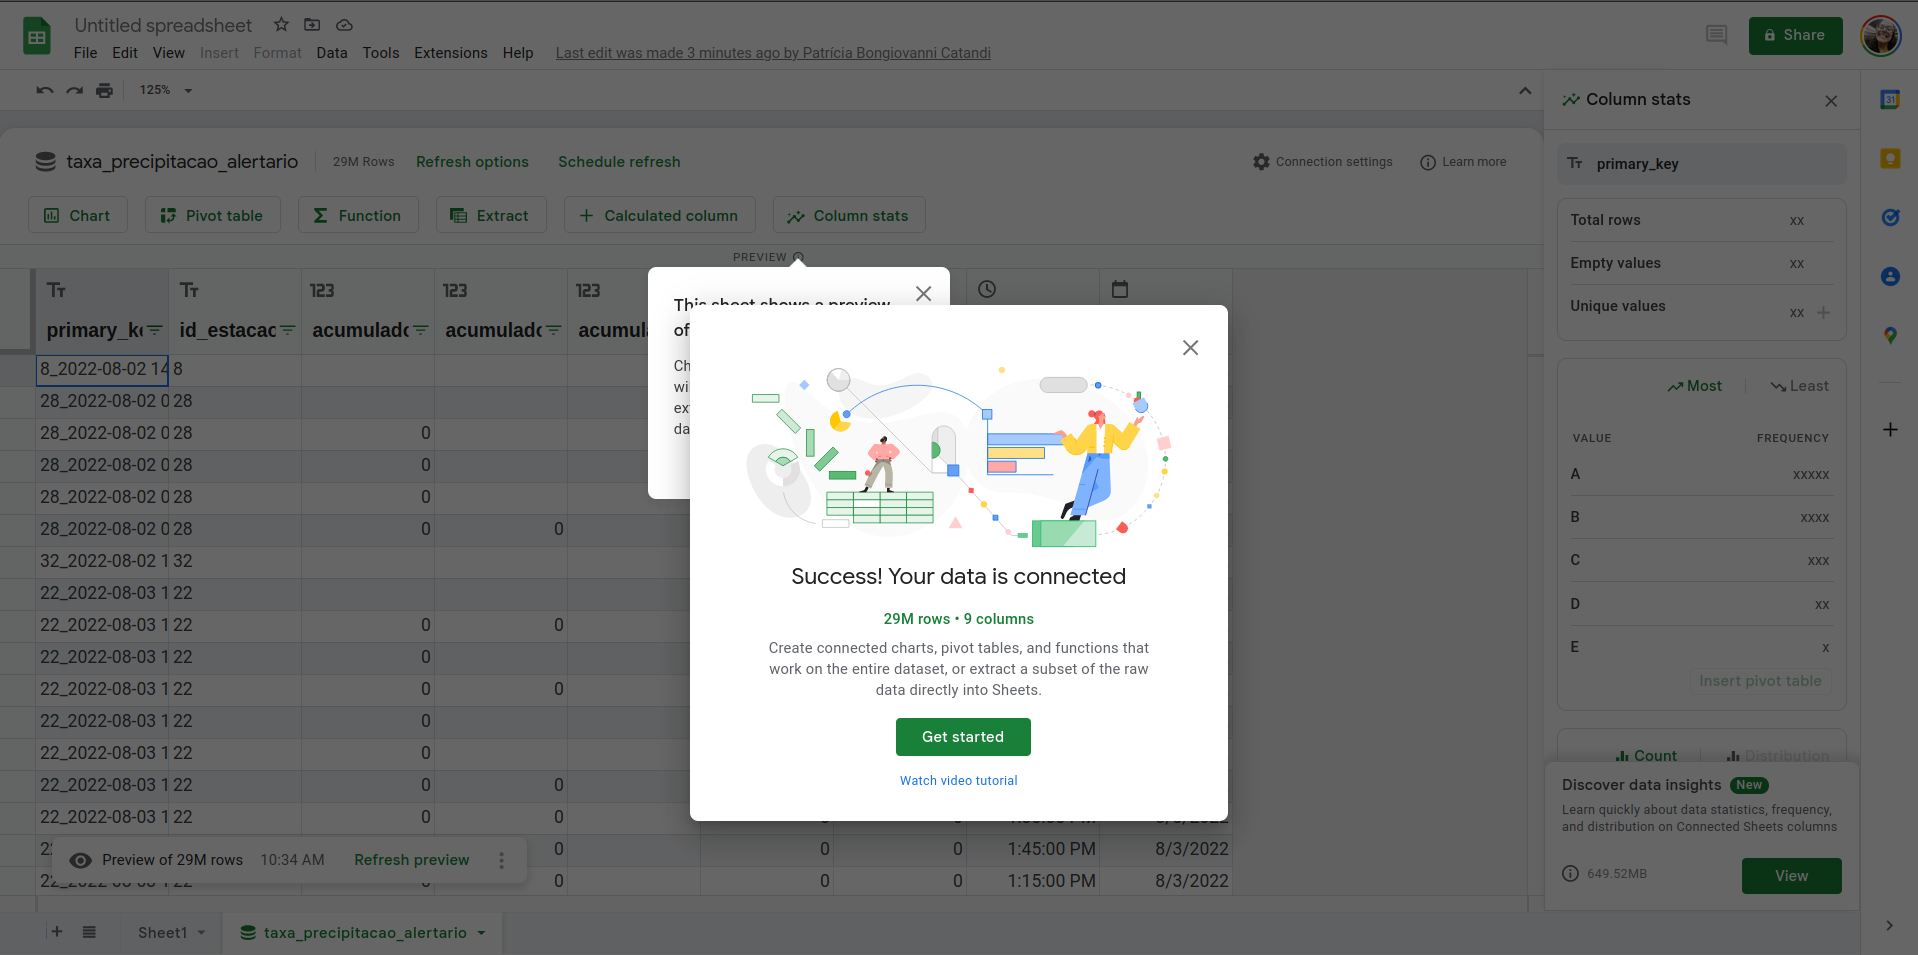 Untitled spreadsheet
File Edit View Insert Format Data Tools Extensions Help Last edit was made 3 minutes ago by Patrícia Bongiovanni Catandi
Share
125%
taxa_precipitacao_alertario 29M Rows Refresh options Schedule refresh Connection settings Learn more
Chart Pivot table Function Extract + Calculated column Column stats
PREVIEW
Tт Tт 123 123 123
primary_ke id_estacao acumulado acumulado acumula
8_2022-08-02 14 8
28_2022-08-02 0 28
28_2022-08-02 0 28 0
28_2022-08-02 0 28 0
28_2022-08-02 0 28 0
28_2022-08-02 0 28 0 0
32_2022-08-02 1 32
22_2022-08-03 1 22
22_2022-08-03 1 22 0 0
22_2022-08-03 1 22 0
22_2022-08-03 1 22 0 0
22_2022-08-03 1 22 0
22_2022-08-03 1 22 0
22_2022-08-03 1 22 0 0
22_2022-08-03 1 22 0 0
22 0 0 0 1:45:00 PM 8/3/2022
22_2022-08-03 1 22 0 0 0 0 1:15:00 PM 8/3/2022
This sheet shows a preview
of
Ch
wi
ex
da
Success! Your data is connected
29M rows • 9 columns
Create connected charts, pivot tables, and functions that
work on the entire dataset, or extract a subset of the raw
data directly into Sheets.
Get started
Watch video tutorial
Preview of 29M rows 10:34 AM Refresh preview
+ Sheet1 taxa_precipitacao_alertario
Column stats
Tт primary_key
Total rows xx
Empty values xx
Unique values xx +
Most Least
VALUE FREQUENCY
A xxxxx
B xxxx
C xxx
D xx
E x
Insert pivot table
Count Distribution
Discover data insights New
Learn quickly about data statistics, frequency,
and distribution on Connected Sheets columns
649.52MB View
31